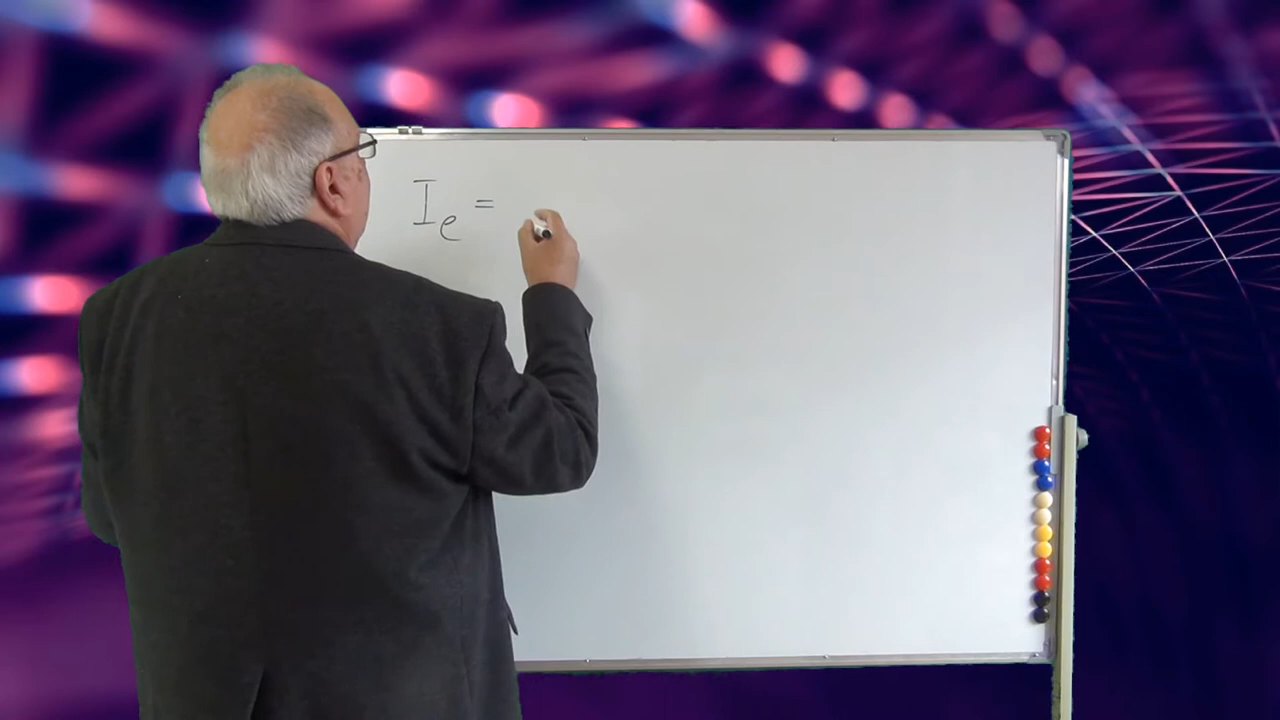 I_e =